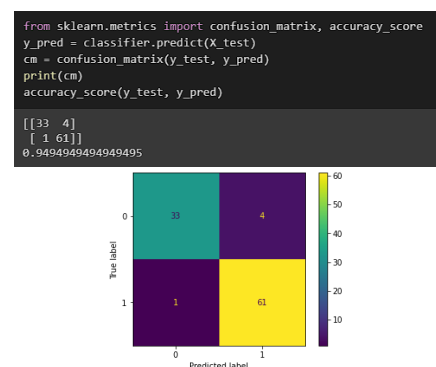 from sklearn.metrics import confusion_matrix, accuracy_score
y_pred = classifier.predict(X_test)
cm = confusion_matrix(y_test, y_pred)
print(cm)
accuracy_score(y_test, y_pred)
[[33  4]
 [ 1 61]]
0.9494949494949495
60
50
40
30
20
10
True label
0
33
4
1
1
61
0
1
Predicted label